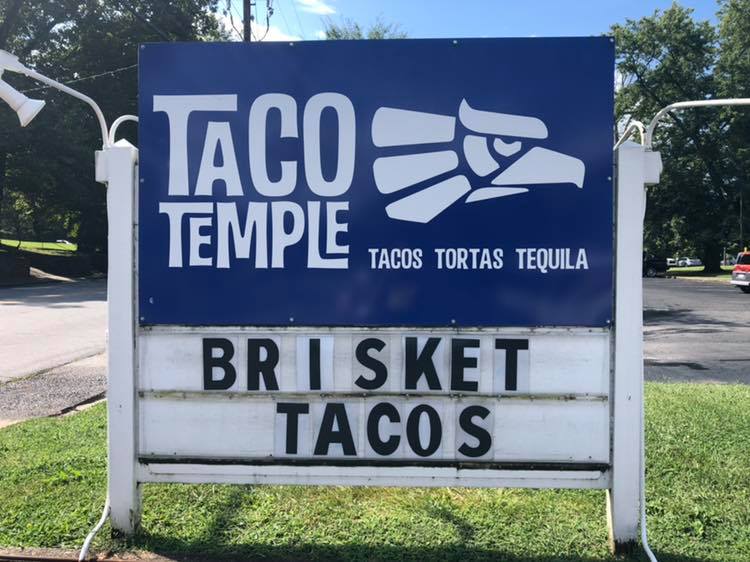 TACO
TEMPLE
TACOS TORTAS TEQUILA
BRISKET
TACOS